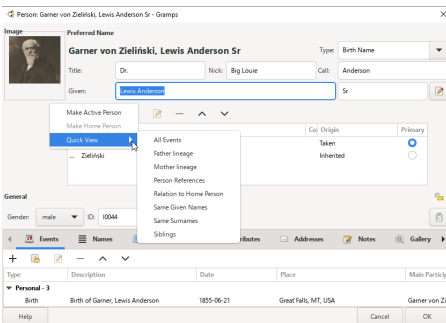 Person: Garner von Zieliński, Lewis Anderson Sr - Gramps
Image
Preferred Name
Garner von Zieliński, Lewis Anderson Sr
Type:
Birth Name
Title:
Dr.
Nick:
Big Louie
Call:
Anderson
Given:
Lewis Anderson
Sr
Make Active Person
Make Home Person
Quick View
All Events
Father lineage
Mother lineage
Person References
Relation to Home Person
Same Given Names
Same Surnames
Siblings
Origin
Primary
Taken
Inherited
Zieliński
General
Gender:
male
ID:
I0044
Events
Names
Addresses
Notes
Gallery
Type
Description
Date
Place
Main Particip
Personal - 3
Birth
Birth of Garner, Lewis Anderson
1855-06-21
Great Falls, MT, USA
Garner von Zi
Help
Cancel
OK